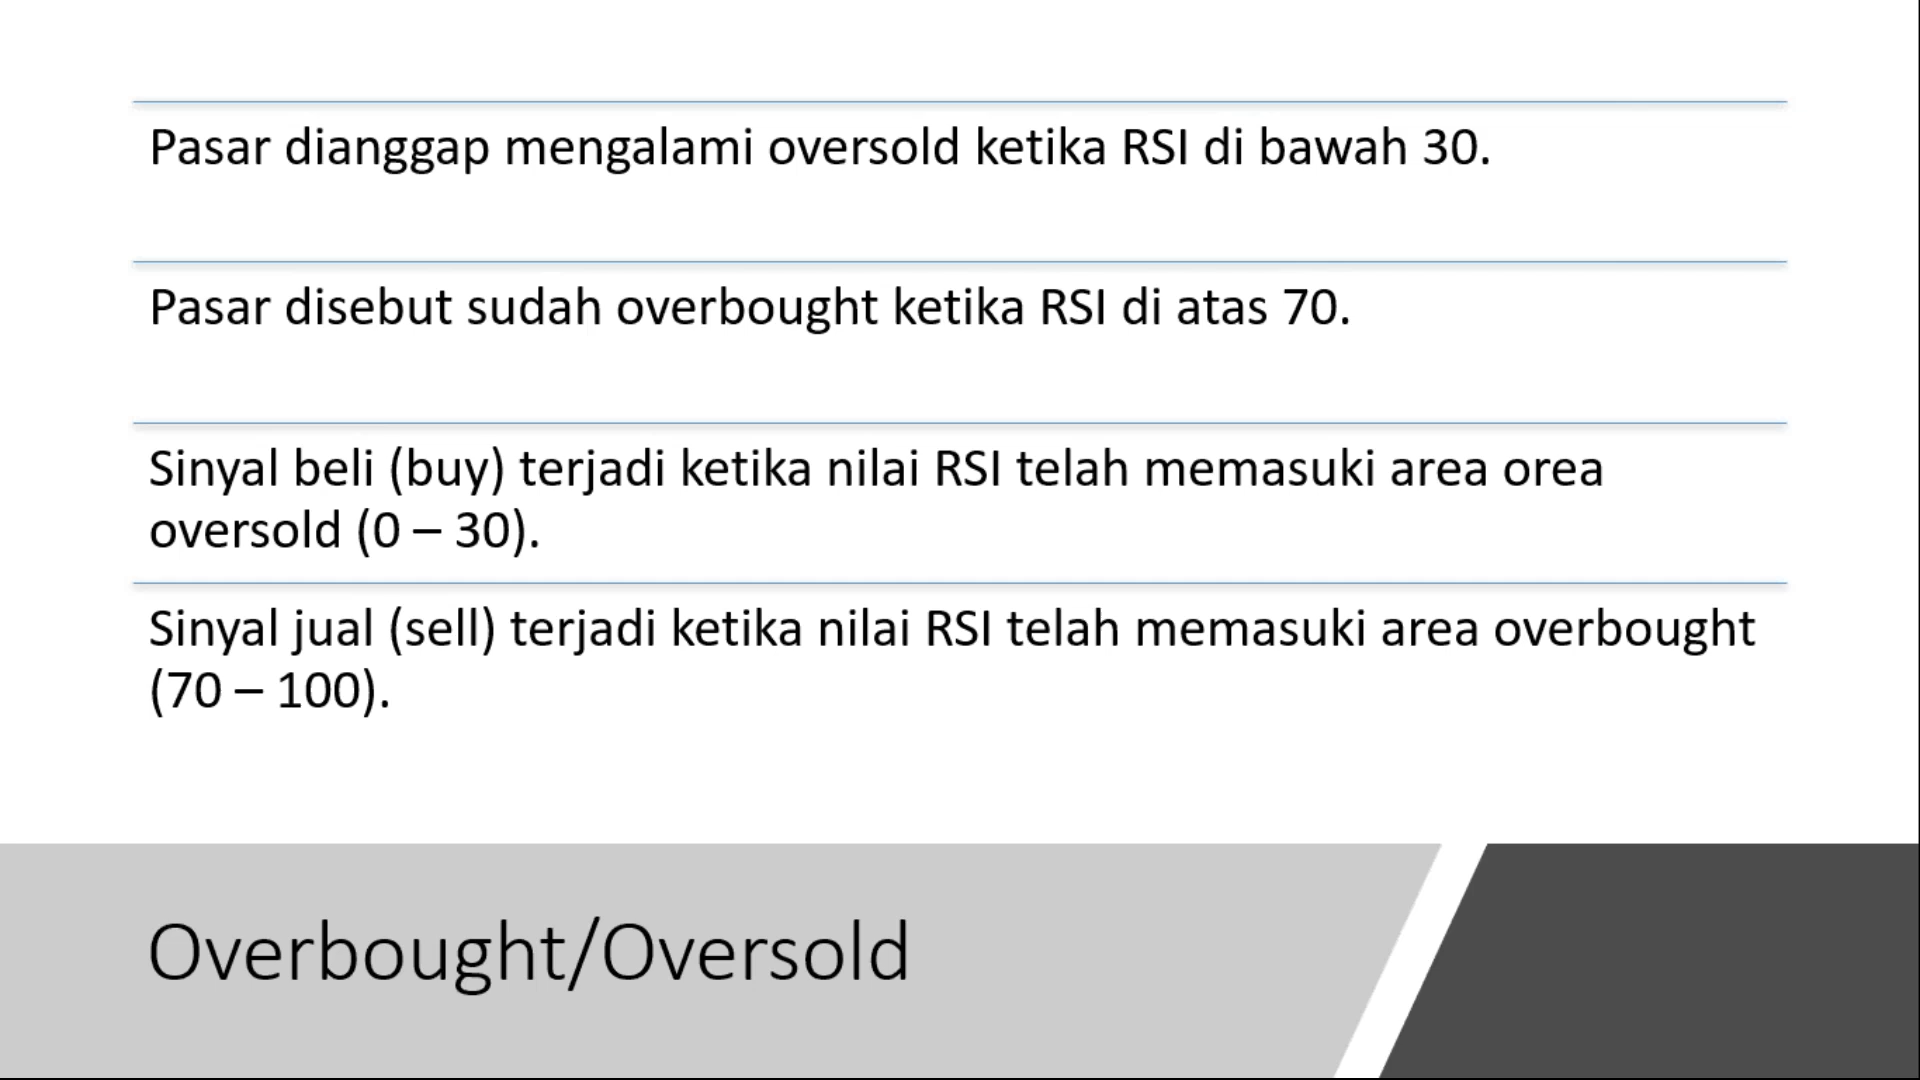 Pasar dianggap mengalami oversold ketika RSI di bawah 30.
Pasar disebut sudah overbought ketika RSI di atas 70.
Sinyal beli (buy) terjadi ketika nilai RSI telah memasuki area orea
oversold (0 – 30).
Sinyal jual (sell) terjadi ketika nilai RSI telah memasuki area overbought
(70 – 100).
Overbought/Oversold